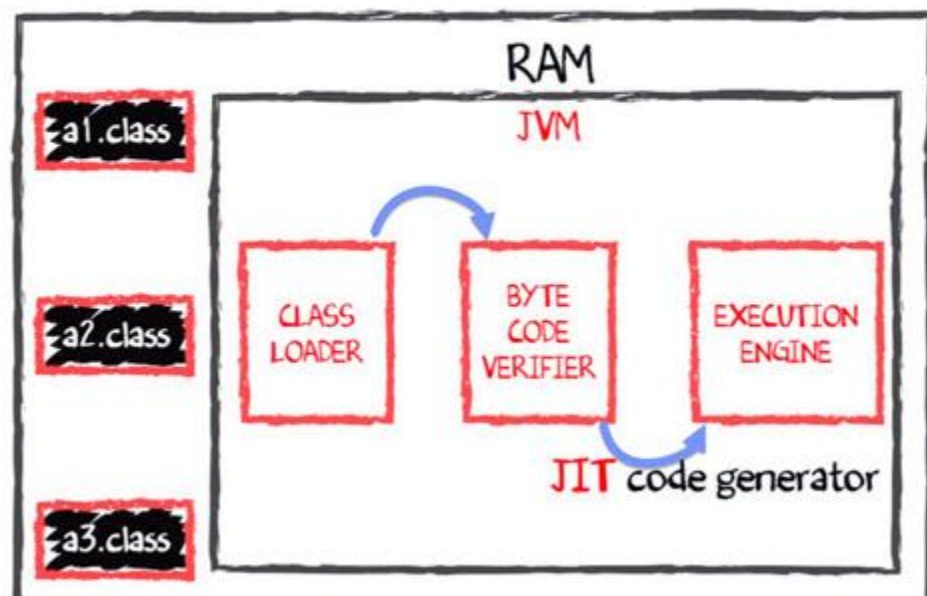 RAM
a1.class
JVM
a2.class
CLASS
LOADER
BYTE
CODE
VERIFIER
EXECUTION
ENGINE
JIT code generator
a3.class